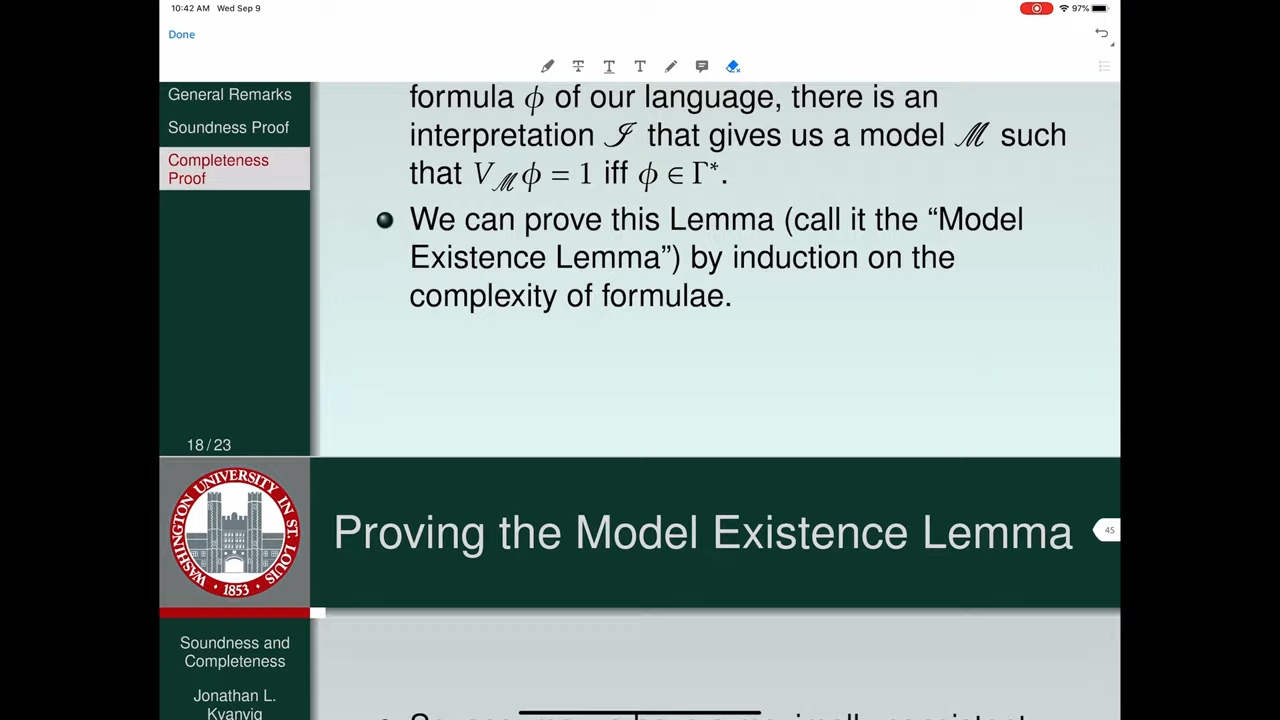 10:42 AM Wed Sep 9
97%
Done
General Remarks
Soundness Proof
Completeness
Proof
formula ϕ of our language, there is an
interpretation ℐ that gives us a model ℳ such
that V_ℳϕ = 1 iff ϕ ∈ Γ*.
We can prove this Lemma (call it the “Model
Existence Lemma”) by induction on the
complexity of formulae.
18 / 23
WASHINGTON UNIVERSITY IN ST. LOUIS
1853
Proving the Model Existence Lemma
45
Soundness and
Completeness
Jonathan L.
Kvanvig